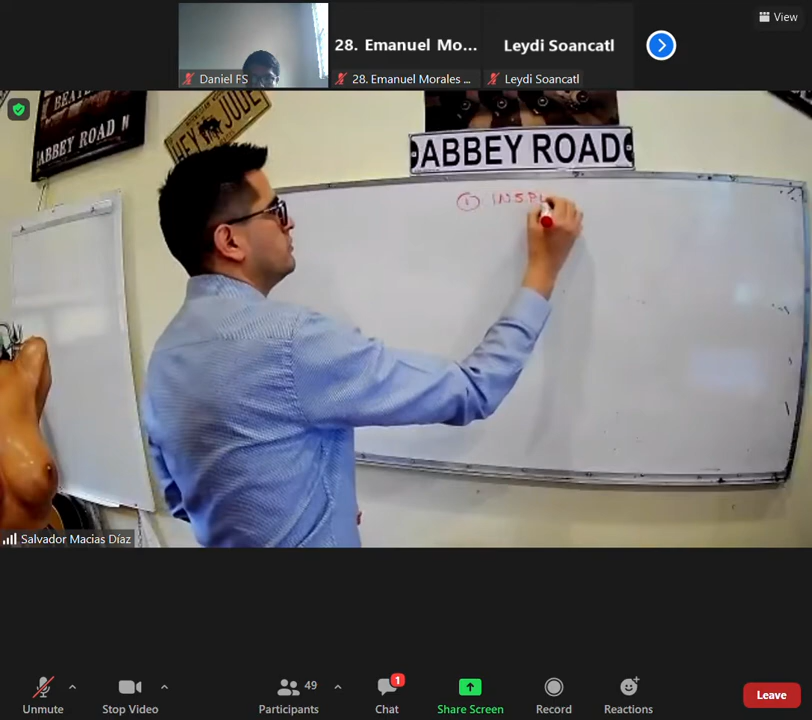 View
28. Emanuel Mo...
Leydi Soancatl
Daniel FS
28. Emanuel Morales ...
Leydi Soancatl
ABBEY ROAD N
HEY JUDE
ABBEY ROAD
① INSP
Salvador Macias Díaz
49
1
Unmute
Stop Video
Participants
Chat
Share Screen
Record
Reactions
Leave